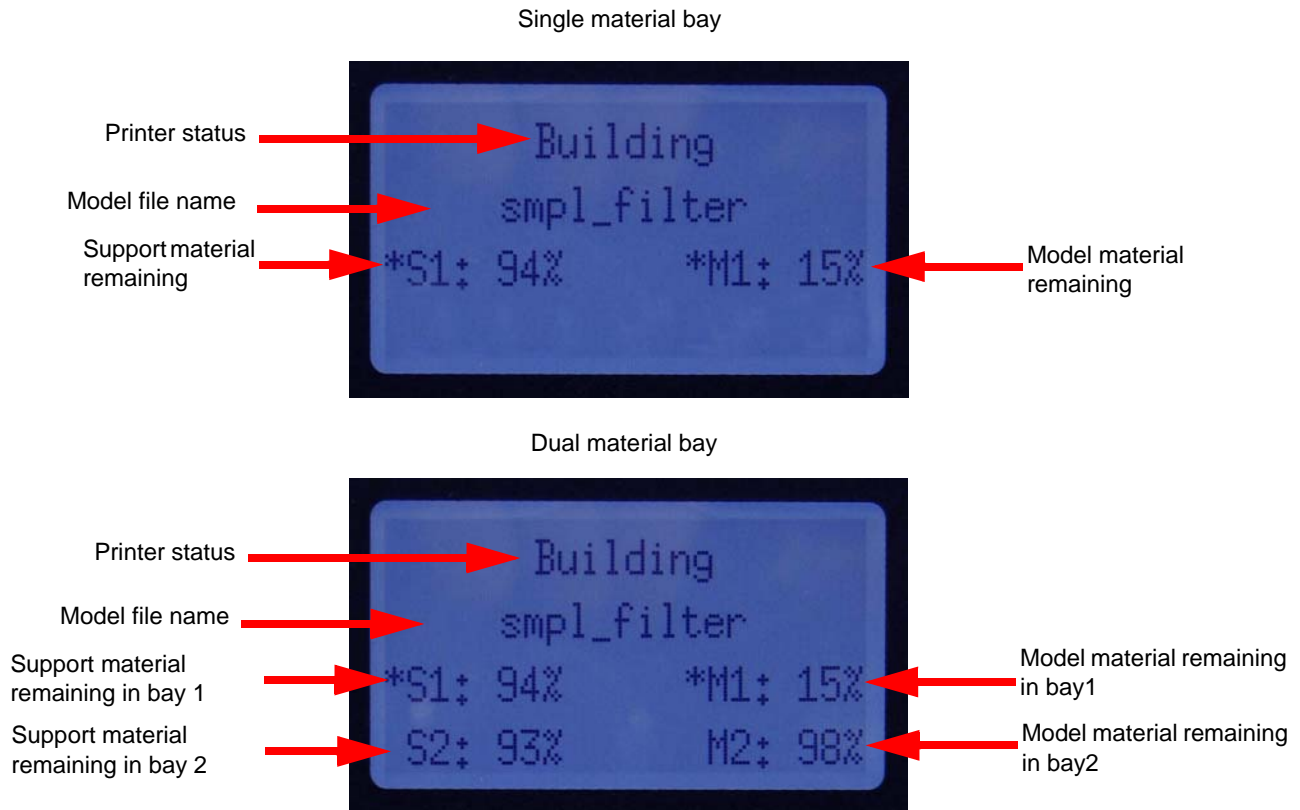 Single material bay
Printer status
Building
Model file name
smpl_filter
Support material
remaining
*S1: 94%
*M1: 15%
Model material
remaining
Dual material bay
Printer status
Building
Model file name
smpl_filter
Support material
remaining in bay 1
*S1: 94%
*M1: 15%
Model material remaining
in bay1
Support material
remaining in bay 2
S2: 93%
M2: 98%
Model material remaining
in bay2